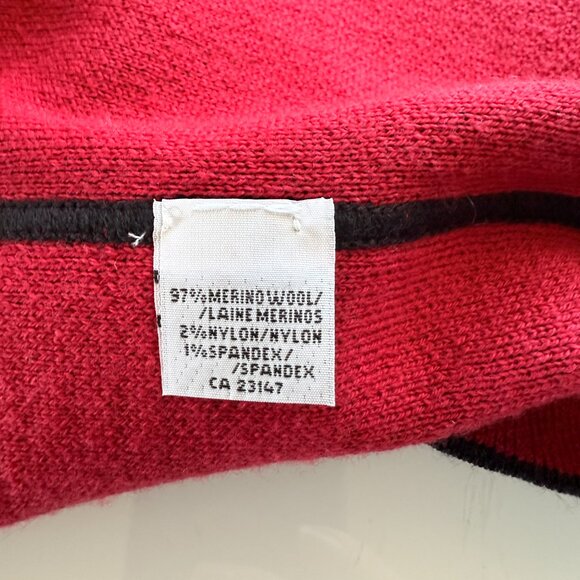 97%MERINO WOOL/
/LAINE MERINOS
2%NYLON/NYLON
1%SPANDEX/
/SPANDEX
CA 23147